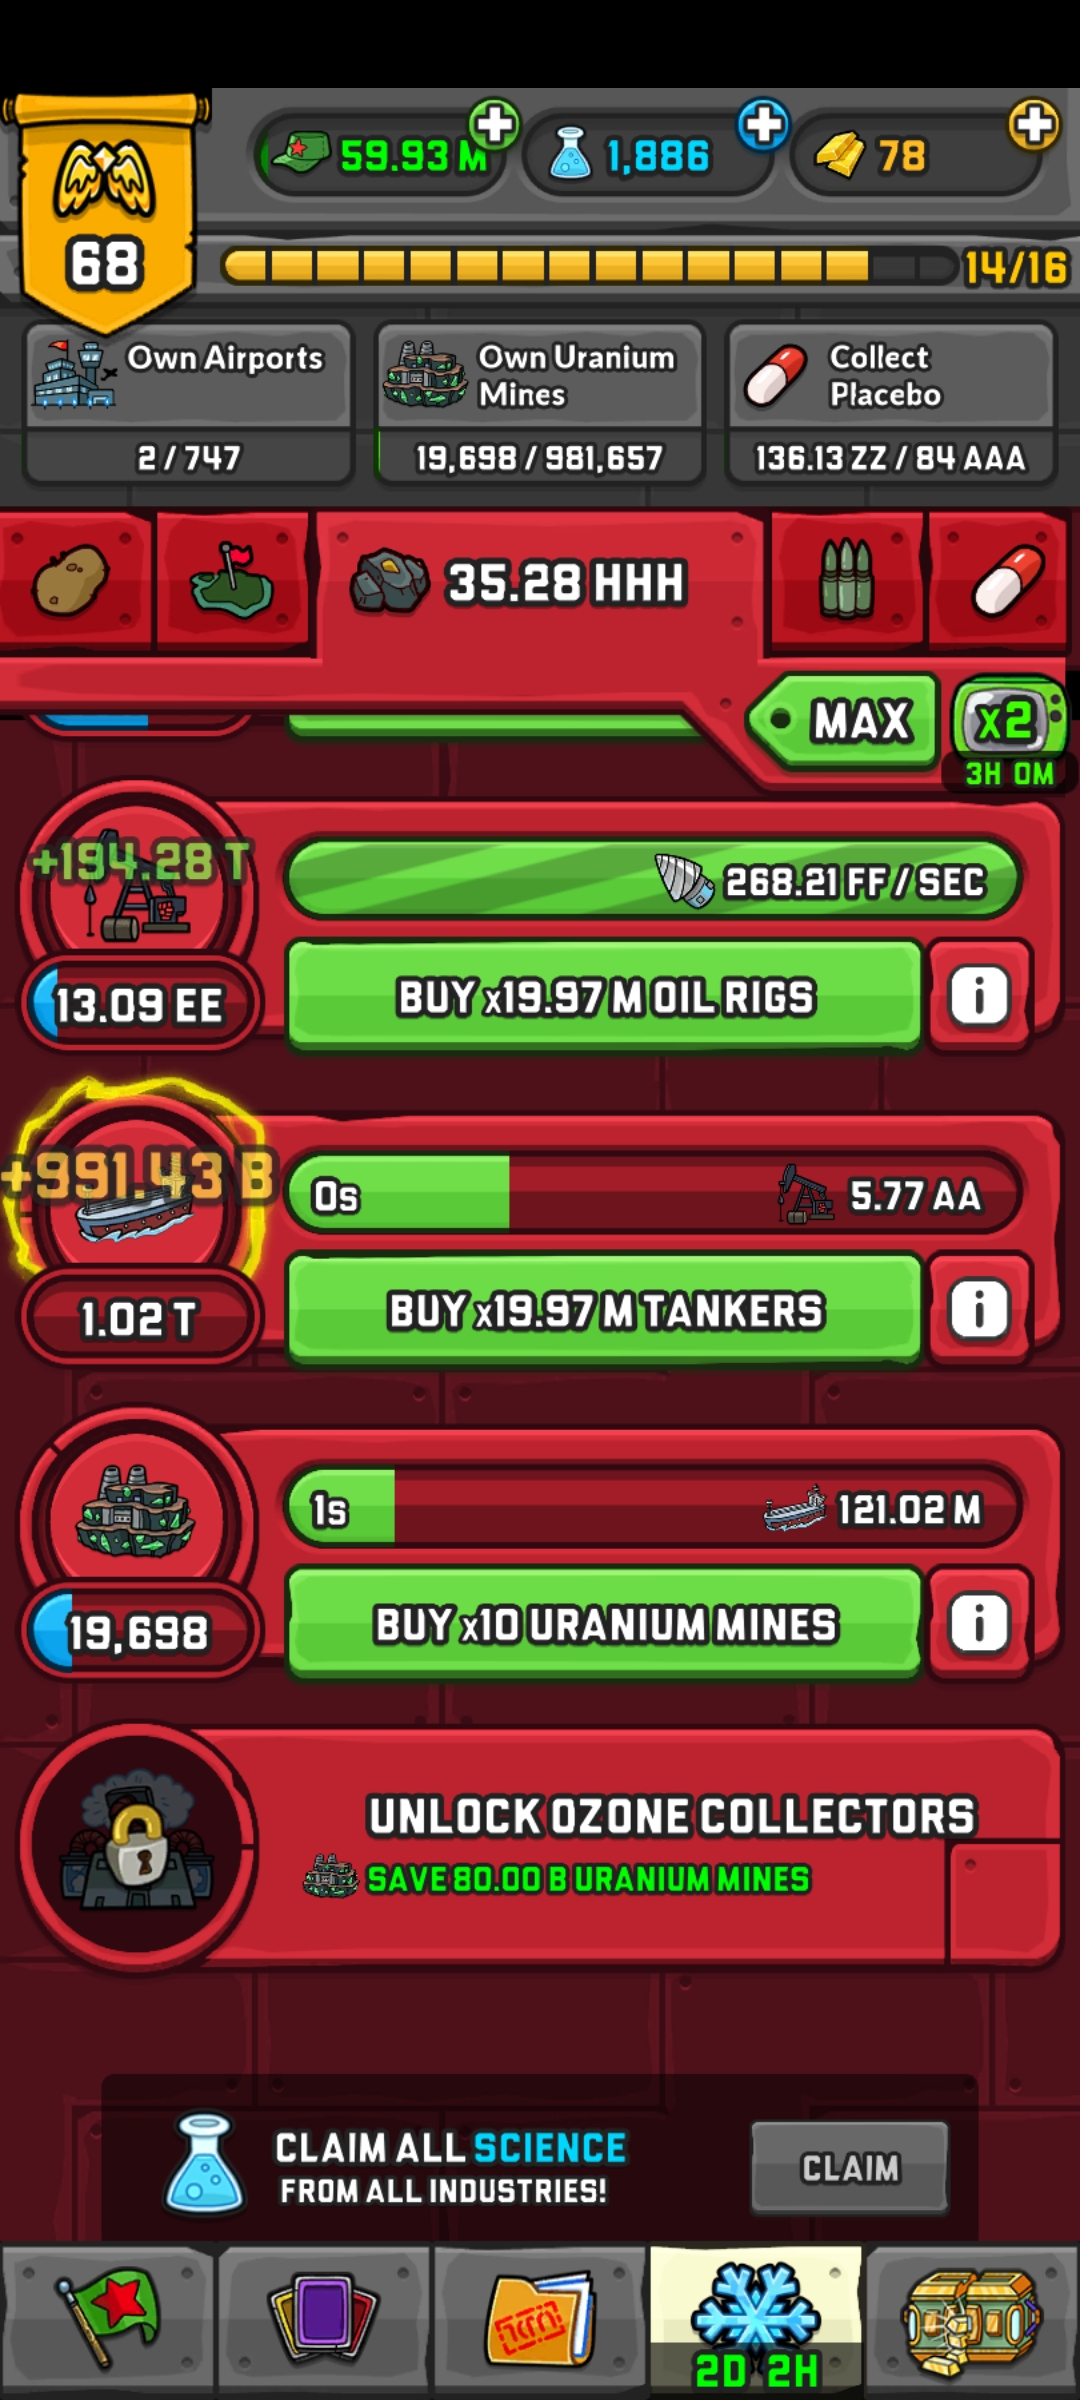 59.93 M
1,886
78
68
14/16
Own Airports
2 / 747
Own Uranium
Mines
19,698 / 981,657
Collect
Placebo
136.13 ZZ / 84 AAA
35.28 HHH
MAX
x2
3H 0M
+194.28 T
268.21 FF / SEC
13.09 EE
BUY x19.97 M OIL RIGS
i
+991.43 B
0s
5.77 AA
1.02 T
BUY x19.97 M TANKERS
i
1s
121.02 M
19,698
BUY x10 URANIUM MINES
i
UNLOCK OZONE COLLECTORS
SAVE 80.00 B URANIUM MINES
CLAIM ALL SCIENCE
FROM ALL INDUSTRIES!
CLAIM
2D 2H